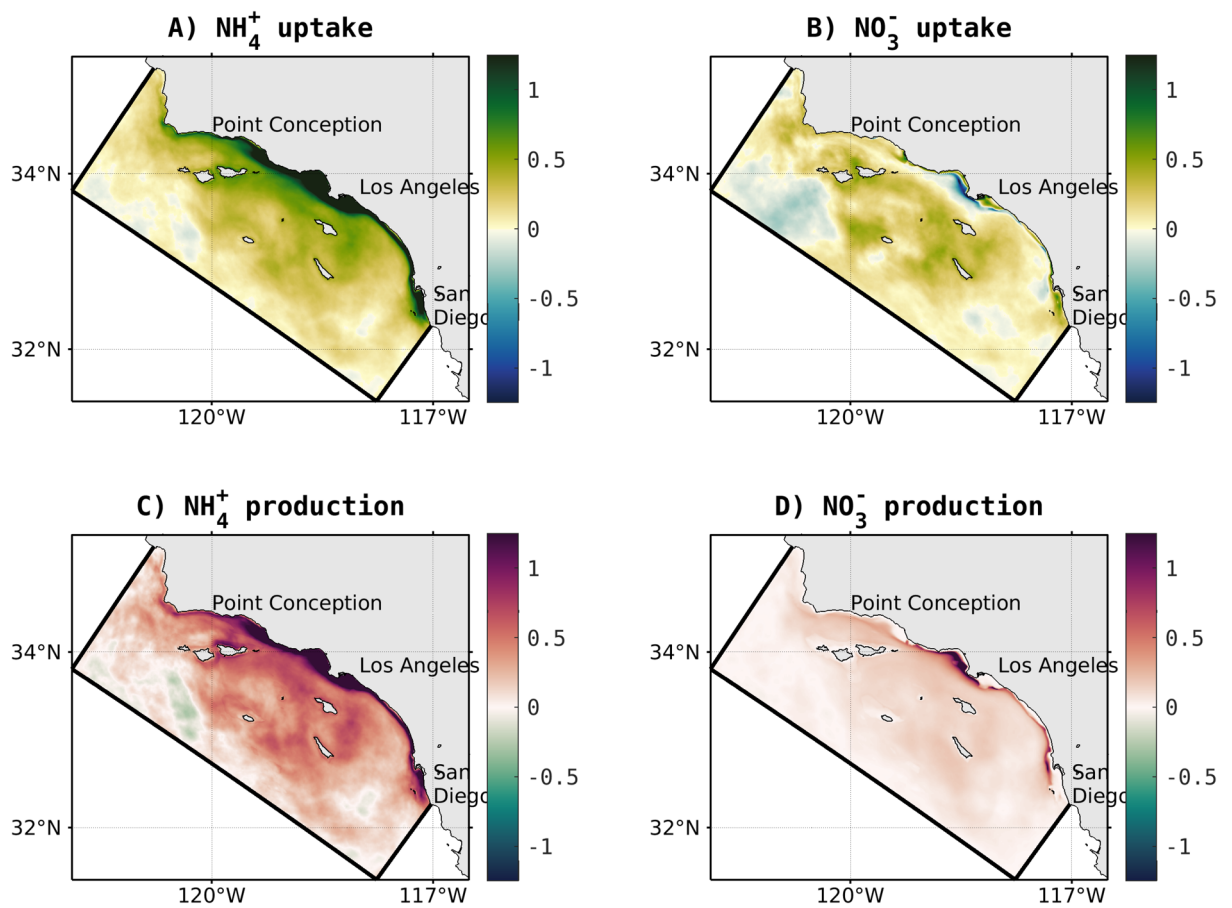 A) NH₄⁺ uptake
1
0.5
0
-0.5
-1
34°N
32°N
120°W
117°W
Point Conception
Los Angeles
San
Diego
B) NO₃⁻ uptake
1
0.5
0
-0.5
-1
34°N
32°N
120°W
117°W
Point Conception
Los Angeles
San
Diego
C) NH₄⁺ production
1
0.5
0
-0.5
-1
34°N
32°N
120°W
117°W
Point Conception
Los Angeles
San
Diego
D) NO₃⁻ production
1
0.5
0
-0.5
-1
34°N
32°N
120°W
117°W
Point Conception
Los Angeles
San
Diego